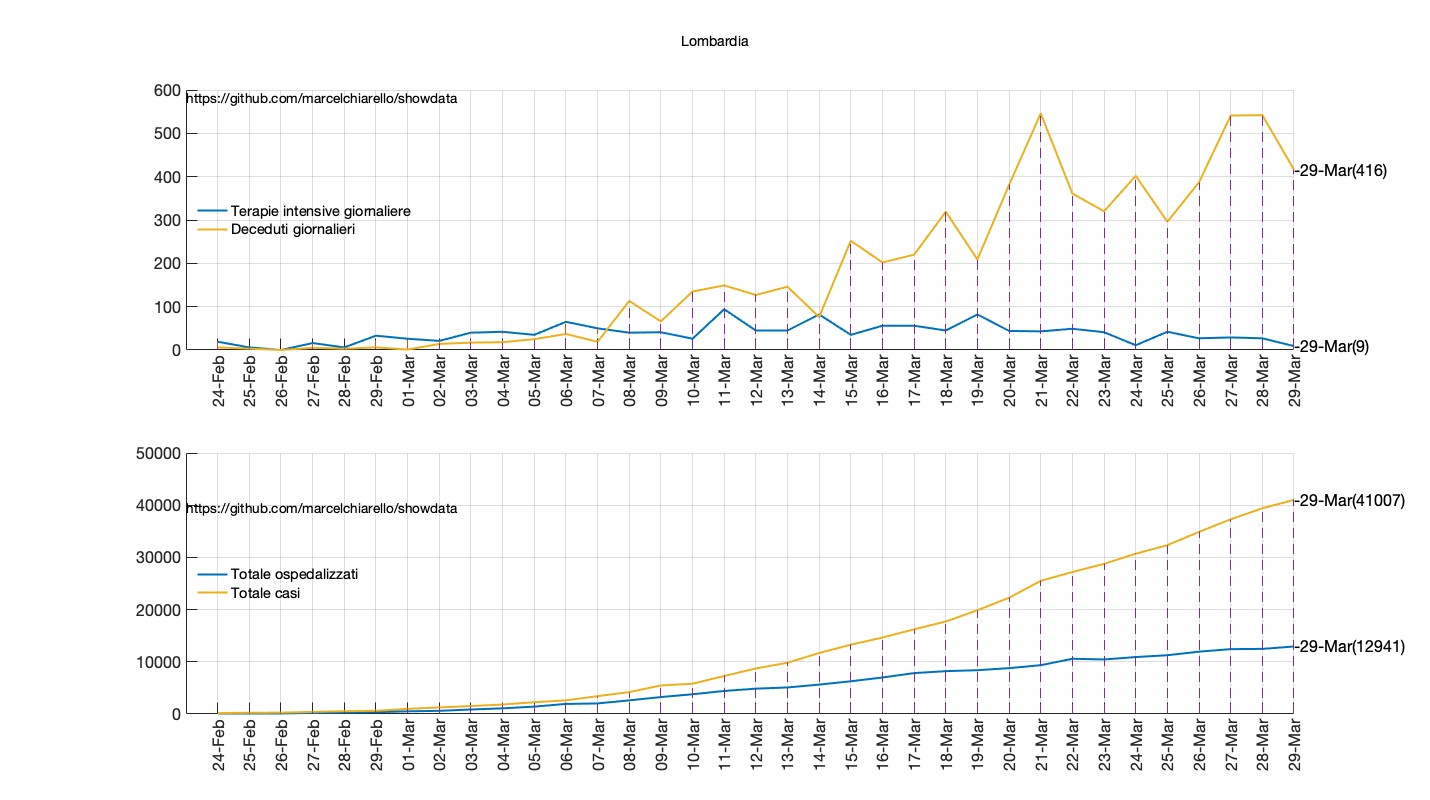 Lombardia
600
https://github.com/marcelchiarello/showdata
500
400
-29-Mar(416)
Terapie intensive giornaliere
300
Deceduti giornalieri
200
100
0
-29-Mar(9)
24-Feb
25-Feb
26-Feb
27-Feb
28-Feb
29-Feb
01-Mar
02-Mar
03-Mar
04-Mar
05-Mar
06-Mar
07-Mar
08-Mar
09-Mar
10-Mar
11-Mar
12-Mar
13-Mar
14-Mar
15-Mar
16-Mar
17-Mar
18-Mar
19-Mar
20-Mar
21-Mar
22-Mar
23-Mar
24-Mar
25-Mar
26-Mar
27-Mar
28-Mar
29-Mar
50000
40000
https://github.com/marcelchiarello/showdata
-29-Mar(41007)
30000
Totale ospedalizzati
Totale casi
20000
-29-Mar(12941)
10000
0
24-Feb
25-Feb
26-Feb
27-Feb
28-Feb
29-Feb
01-Mar
02-Mar
03-Mar
04-Mar
05-Mar
06-Mar
07-Mar
08-Mar
09-Mar
10-Mar
11-Mar
12-Mar
13-Mar
14-Mar
15-Mar
16-Mar
17-Mar
18-Mar
19-Mar
20-Mar
21-Mar
22-Mar
23-Mar
24-Mar
25-Mar
26-Mar
27-Mar
28-Mar
29-Mar